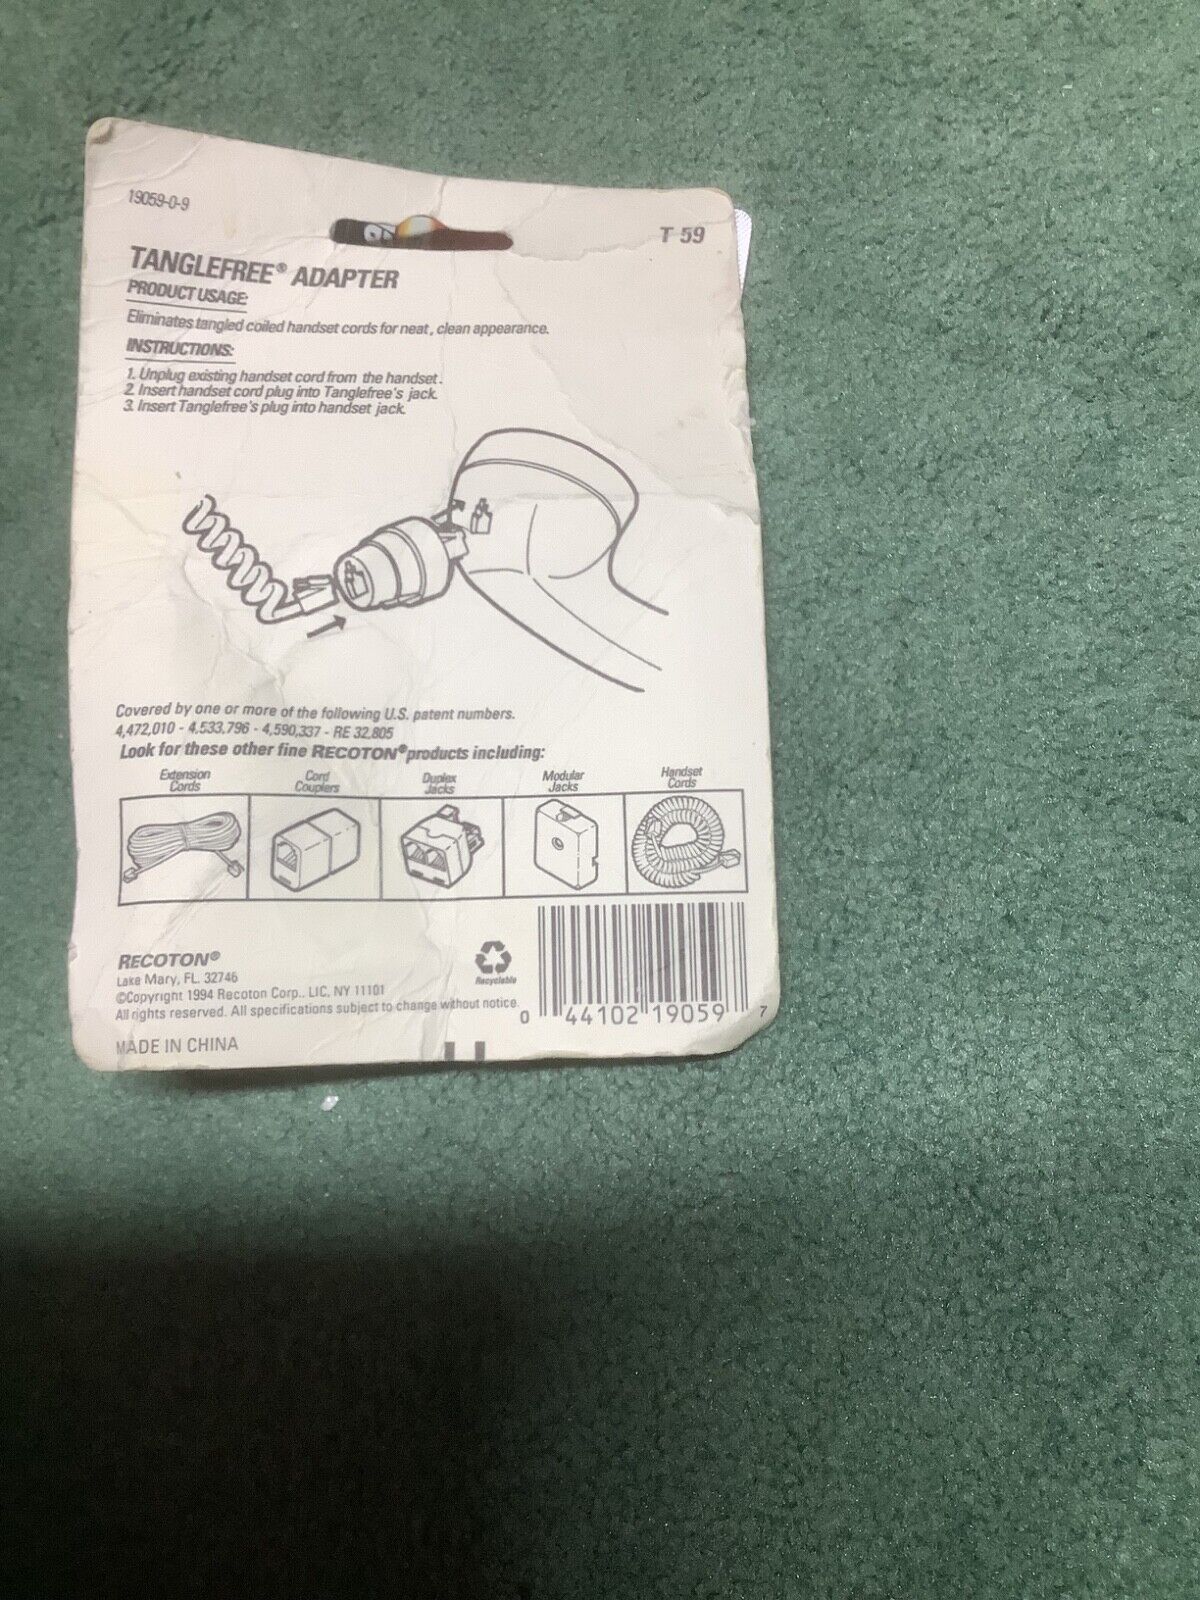 19059-0-9
T 59
TANGLEFREE® ADAPTER
PRODUCT USAGE:
Eliminates tangled coiled handset cords for neat, clean appearance.
INSTRUCTIONS:
1. Unplug existing handset cord from the handset.
2. Insert handset cord plug into Tanglefree's jack.
3. Insert Tanglefree's plug into handset jack.
Covered by one or more of the following U.S. patent numbers.
4,472,010 - 4,533,796 - 4,590,337 - RE 32,805
Look for these other fine RECOTON® products including:
Extension Cords
Cord Couplers
Duplex Jacks
Modular Jacks
Handset Cords
RECOTON®
Lake Mary, FL. 32746
©Copyright 1994 Recoton Corp., LIC, NY 11101
All rights reserved. All specifications subject to change without notice.
MADE IN CHINA
Recyclable
0 44102 19059 7